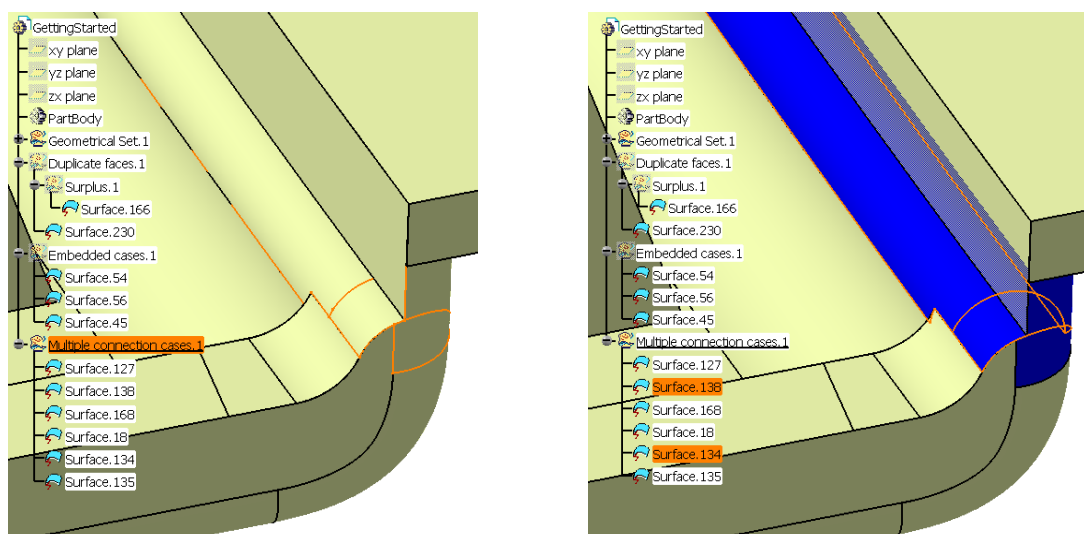 GettingStarted
xy plane
yz plane
zx plane
PartBody
Geometrical Set.1
Duplicate faces.1
Surplus.1
Surface.166
Surface.230
Embedded cases.1
Surface.54
Surface.56
Surface.45
Multiple connection cases.1
Surface.127
Surface.138
Surface.168
Surface.18
Surface.134
Surface.135
GettingStarted
xy plane
yz plane
zx plane
PartBody
Geometrical Set.1
Duplicate faces.1
Surplus.1
Surface.166
Surface.230
Embedded cases.1
Surface.54
Surface.56
Surface.45
Multiple connection cases.1
Surface.127
Surface.138
Surface.168
Surface.18
Surface.134
Surface.135